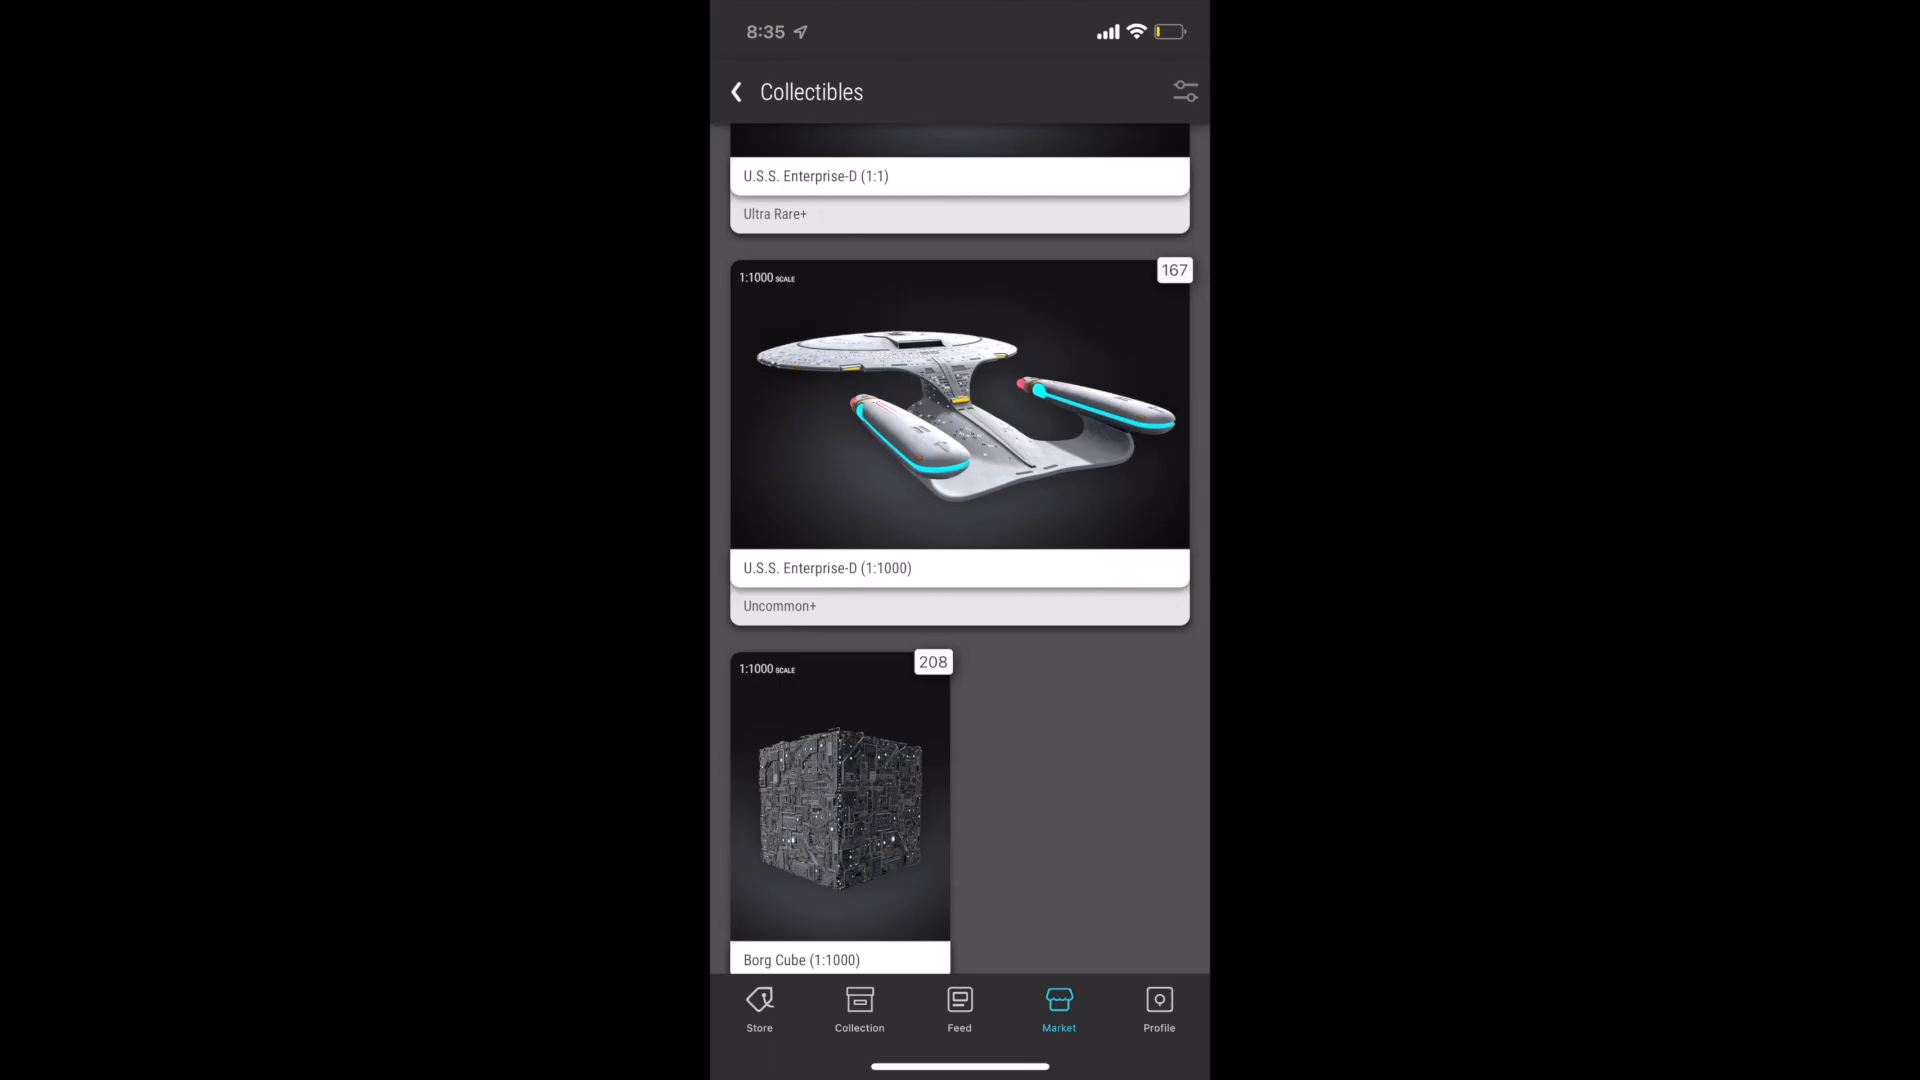 8:35
Collectibles
U.S.S. Enterprise-D (1:1)
Ultra Rare+
1:1000 SCALE
167
U.S.S. Enterprise-D (1:1000)
Uncommon+
1:1000 SCALE
208
Borg Cube (1:1000)
Store
Collection
Feed
Market
Profile